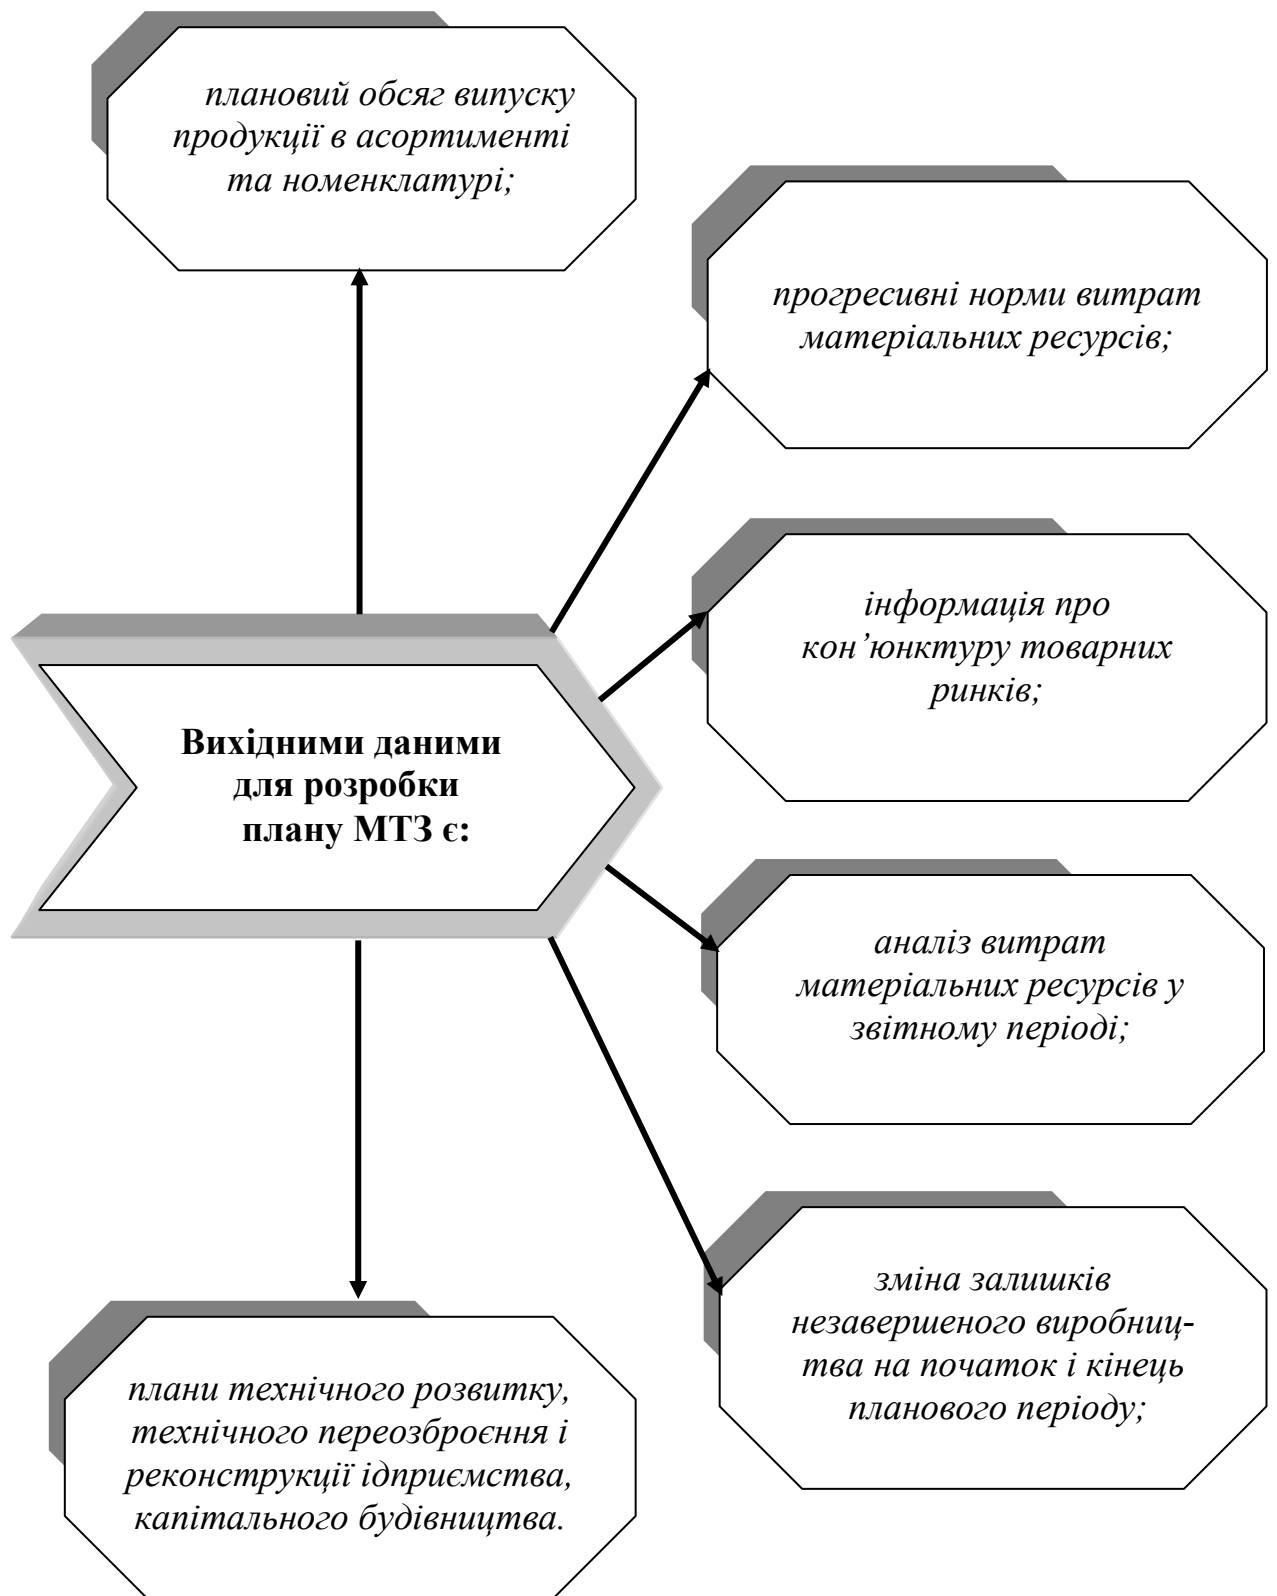 плановий обсяг випуску
продукції в асортименті
та номенклатурі;
прогресивні норми витрат
матеріальних ресурсів;
інформація про
кон’юнктуру товарних
ринків;
Вихідними даними
для розробки
плану МТЗ є:
аналіз витрат
матеріальних ресурсів у
звітному періоді;
зміна залишків
незавершеного виробниц-
тва на початок і кінець
планового періоду;
плани технічного розвитку,
технічного переозброєння і
реконструкції ідприємства,
капітального будівництва.